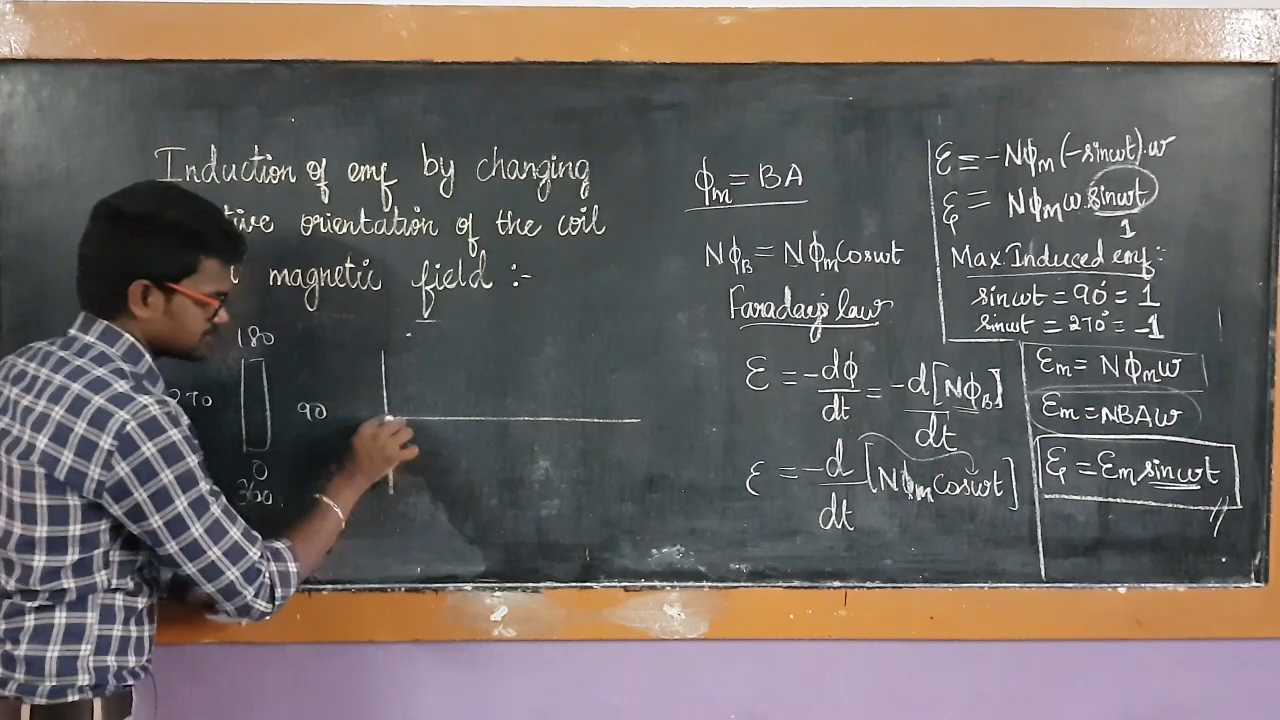 Induction of emf by changing
tive orientation of the coil
magnetic field :-
180
270
90
0
360
ϕm = BA
NϕB = Nϕm Cosωt
Faraday's law
ε = -dϕ/dt = -d[NϕB]/dt
ε = -d/dt [Nϕm cosωt]
ε = -Nϕm(-sinωt).ω
ε = Nϕmω.sinωt
1
Max. Induced emf:-
sinωt = 90° = 1
sinωt = 270° = -1
εm = Nϕmω
εm = NBAω
ε = εm sinωt